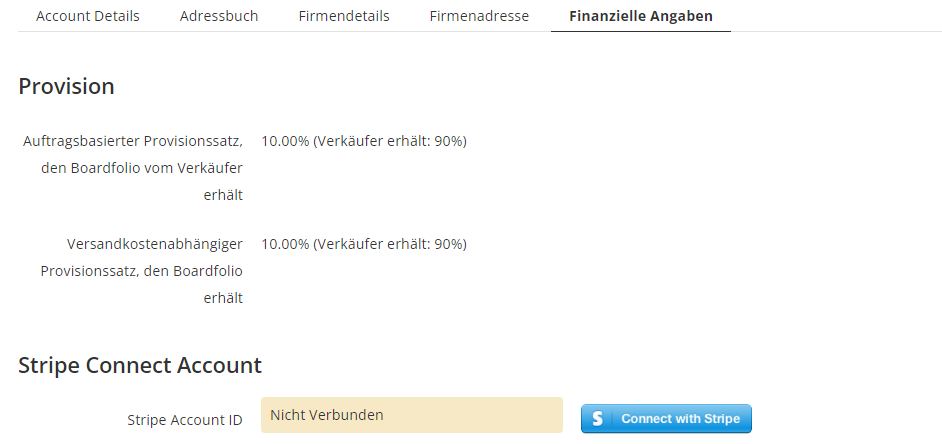 Account Details Adressbuch Firmendetails Firmenadresse Finanzielle Angaben
Provision
Auftragsbasierter Provisionssatz, 10.00% (Verkäufer erhält: 90%)
den Boardfolio vom Verkäufer
erhält
Versandkostenabhängiger 10.00% (Verkäufer erhält: 90%)
Provisionssatz, den Boardfolio
erhält
Stripe Connect Account
Stripe Account ID Nicht Verbunden S Connect with Stripe